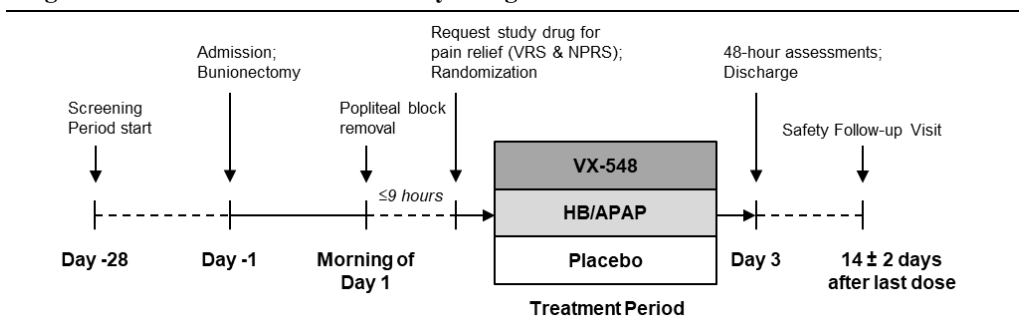 Request study drug for
pain relief (VRS & NPRS);
Randomization
Admission;
Bunionectomy
48-hour assessments;
Discharge
Screening
Period start
Popliteal block
removal
Safety Follow-up Visit
≤9 hours
VX-548
HB/APAP
Placebo
Day -28
Day -1
Morning of
Day 1
Day 3
14 ± 2 days
after last dose
Treatment Period